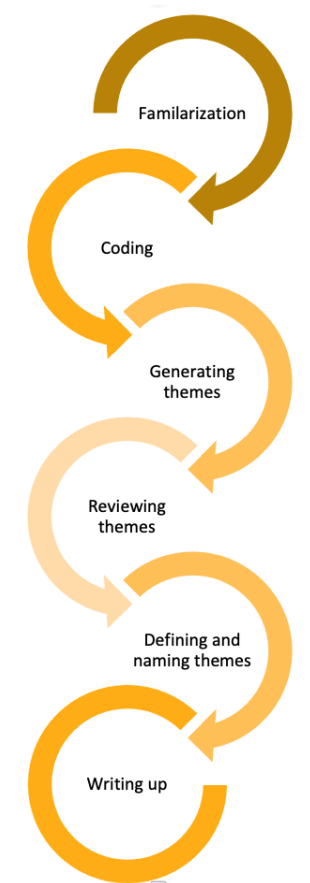 Familarization
Coding
Generating
themes
Reviewing
themes
Defining and
naming themes
Writing up